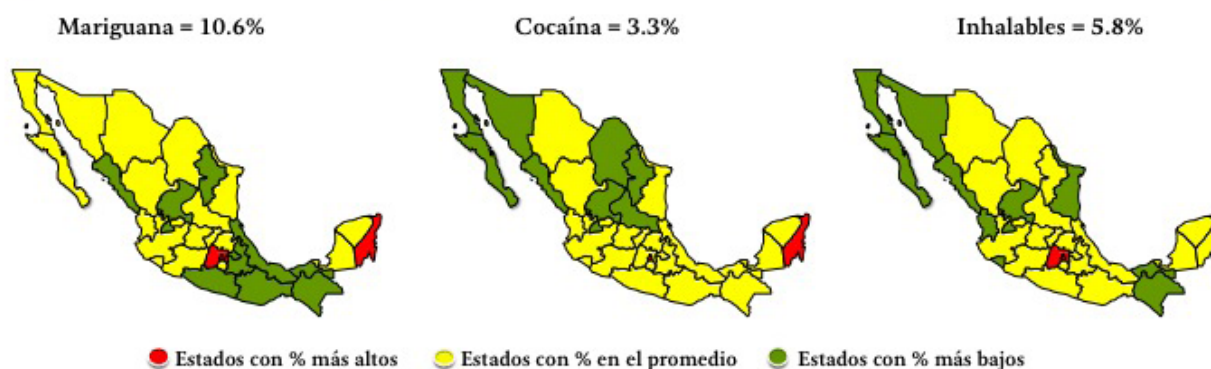 Mariguana = 10.6%
Cocaína = 3.3%
Inhalables = 5.8%
Estados con % más altos
Estados con % en el promedio
Estados con % más bajos